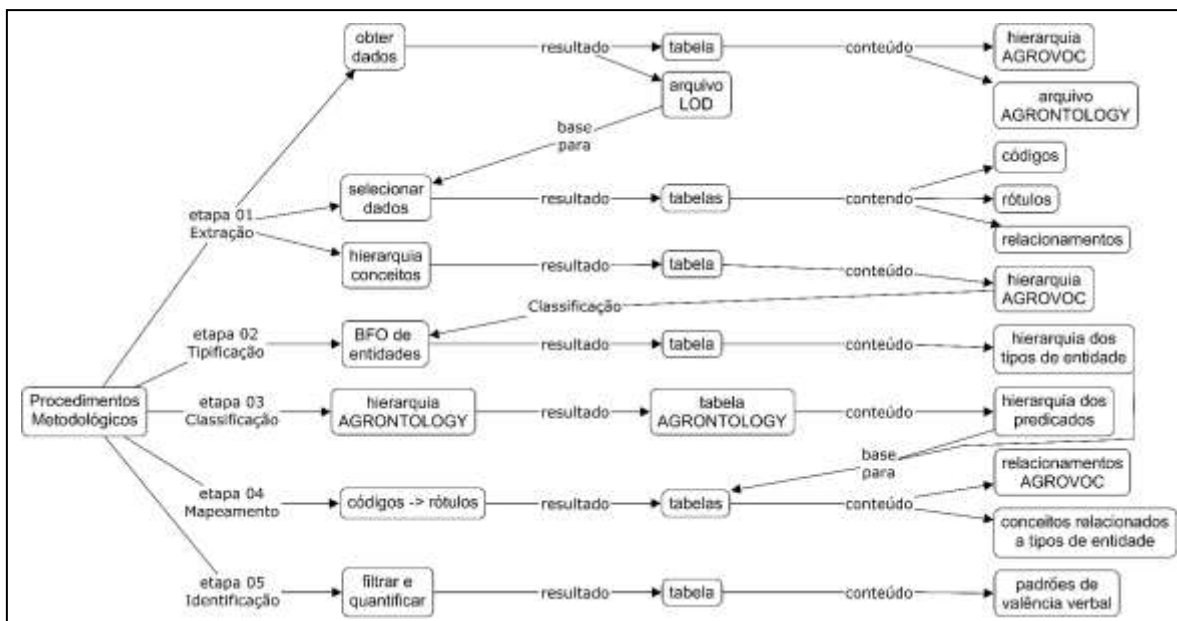 obter
dados
resultado
tabela
conteúdo
hierarquia
AGROVOC
arquivo
LOD
arquivo
AGRONTOLOGY
base
para
etapa 01
Extração
selecionar
dados
resultado
tabelas
contendo
códigos
rótulos
relacionamentos
hierarquia
conceitos
resultado
tabela
conteúdo
hierarquia
AGROVOC
Classificação
etapa 02
Tipificação
BFO de
entidades
resultado
tabela
conteúdo
hierarquia dos
tipos de entidade
Procedimentos
Metodológicos
etapa 03
Classificação
hierarquia
AGRONTOLOGY
resultado
tabela
AGRONTOLOGY
conteúdo
hierarquia dos
predicados
base
para
etapa 04
Mapeamento
códigos -> rótulos
resultado
tabelas
conteúdo
relacionamentos
AGROVOC
conceitos relacionados
a tipos de entidade
etapa 05
Identificação
filtrar e
quantificar
resultado
tabela
conteúdo
padrões de
valência verbal